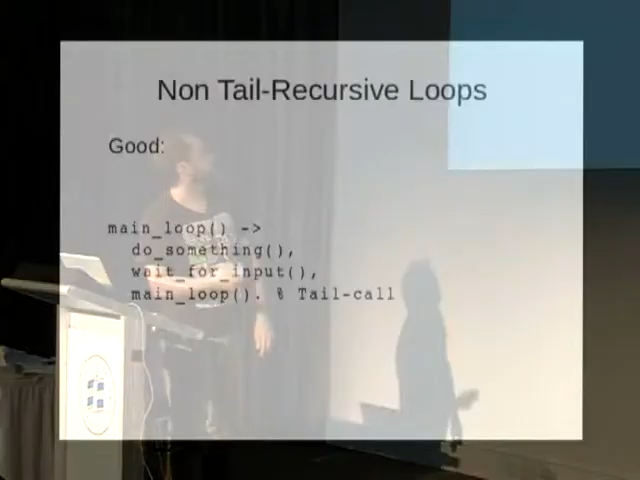 Non Tail-Recursive Loops
Good:
main_loop() ->
do_something(),
wait_for_input(),
main_loop(). % Tail-call